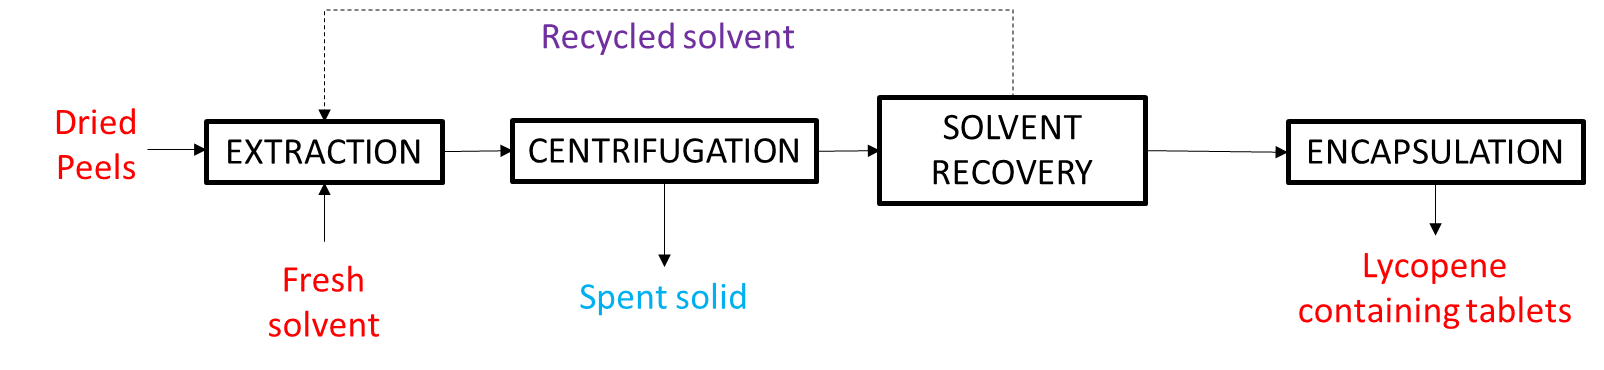 Recycled solvent
Dried
Peels
EXTRACTION
CENTRIFUGATION
SOLVENT
RECOVERY
ENCAPSULATION
Fresh
solvent
Spent solid
Lycopene
containing tablets